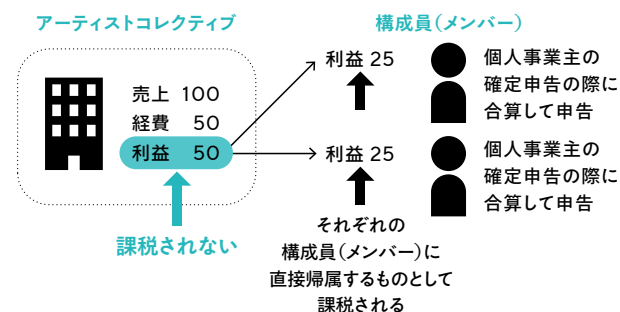 アーティストコレクティブ
売上 100
経費 50
利益 50
課税されない
構成員（メンバー）
利益 25
個人事業主の
確定申告の際に
合算して申告
利益 25
個人事業主の
確定申告の際に
合算して申告
それぞれの
構成員（メンバー）に
直接帰属するものとして
課税される